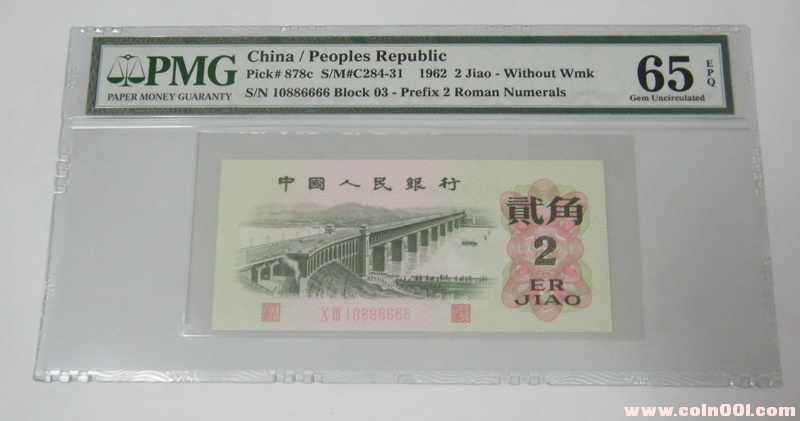 PMG
PAPER MONEY GUARANTY
China / Peoples Republic
Pick# 878c S/M#C284-31 1962 2 Jiao - Without Wmk
S/N 10886666 Block 03 - Prefix 2 Roman Numerals
65 EPQ
Gem Uncirculated
中國人民銀行
貳角
2
ER
JIAO
X III 10886666
www.coin001.com